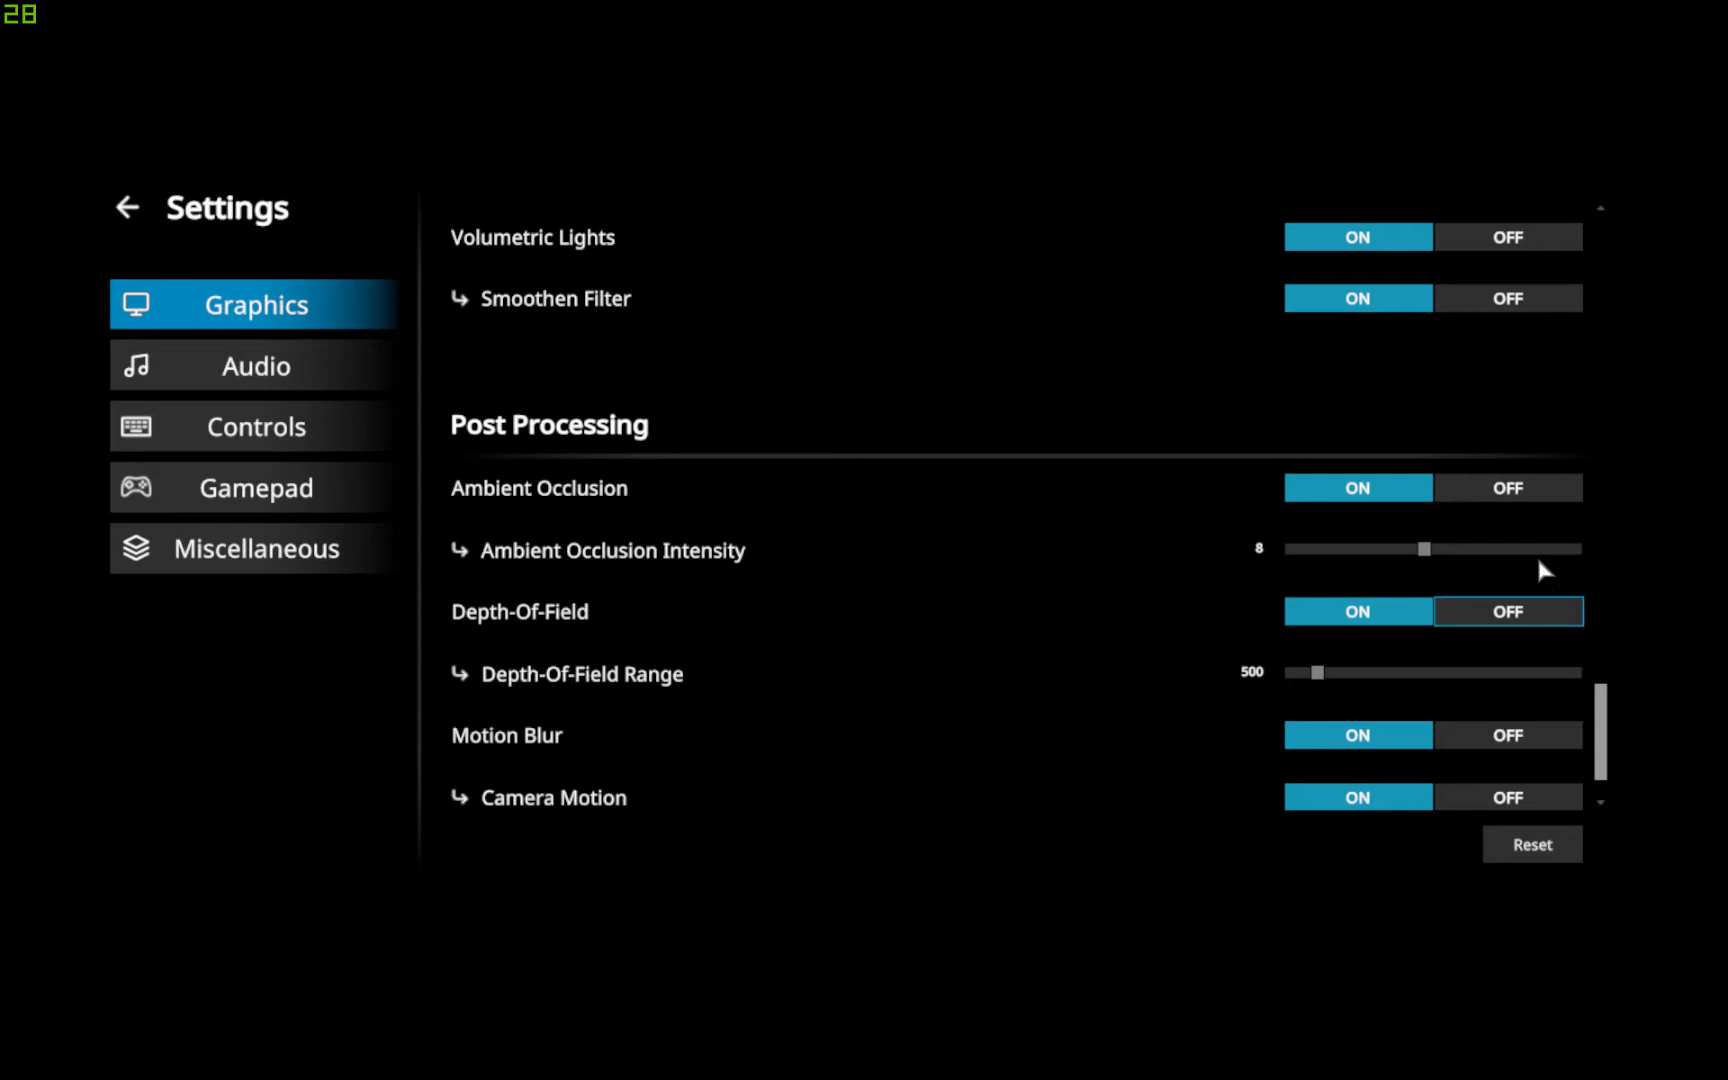 28
Settings
Graphics
Audio
Controls
Gamepad
Miscellaneous
Volumetric Lights ON OFF
Smoothen Filter ON OFF
Post Processing
Ambient Occlusion ON OFF
Ambient Occlusion Intensity 8
Depth-Of-Field ON OFF
Depth-Of-Field Range 500
Motion Blur ON OFF
Camera Motion ON OFF
Reset